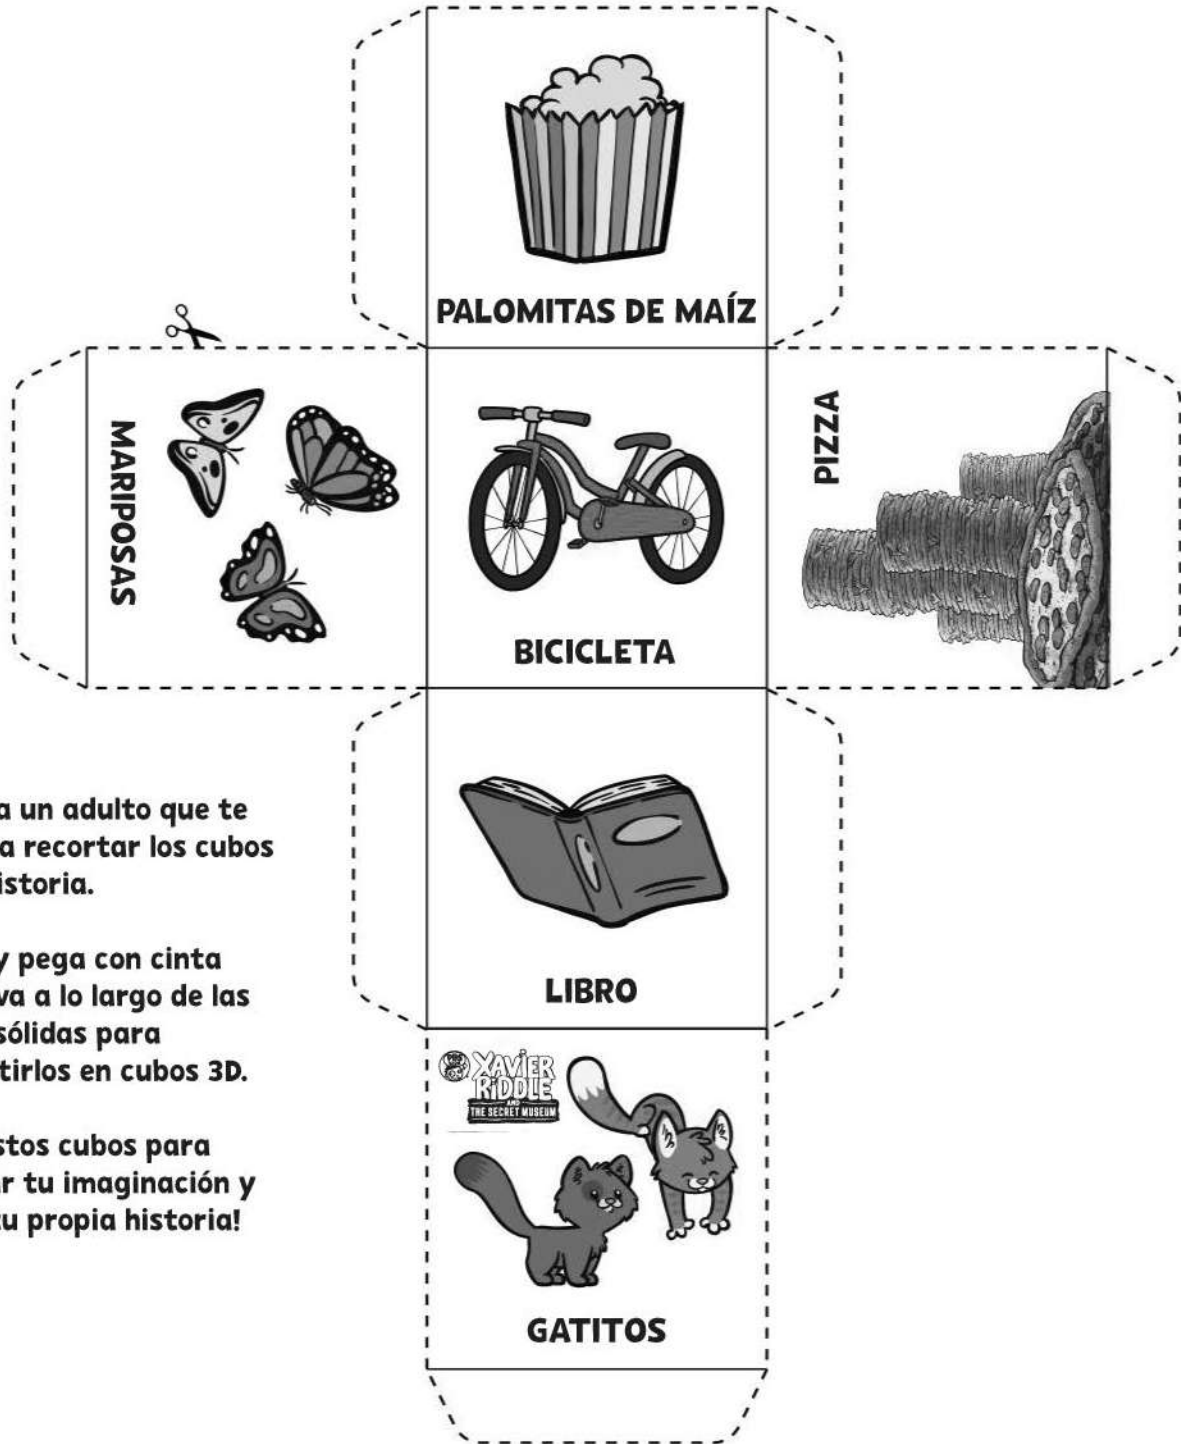 PALOMITAS DE MAÍZ
MARIPOSAS
BICICLETA
PIZZA
a un adulto que te
a recortar los cubos
istoria.
y pega con cinta
va a lo largo de las
sólidas para
tirlos en cubos 3D.
stos cubos para
r tu imaginación y
tu propia historia!
LIBRO
PBS
XAVIER
RIDDLE
AND
THE SECRET MUSEUM
GATITOS